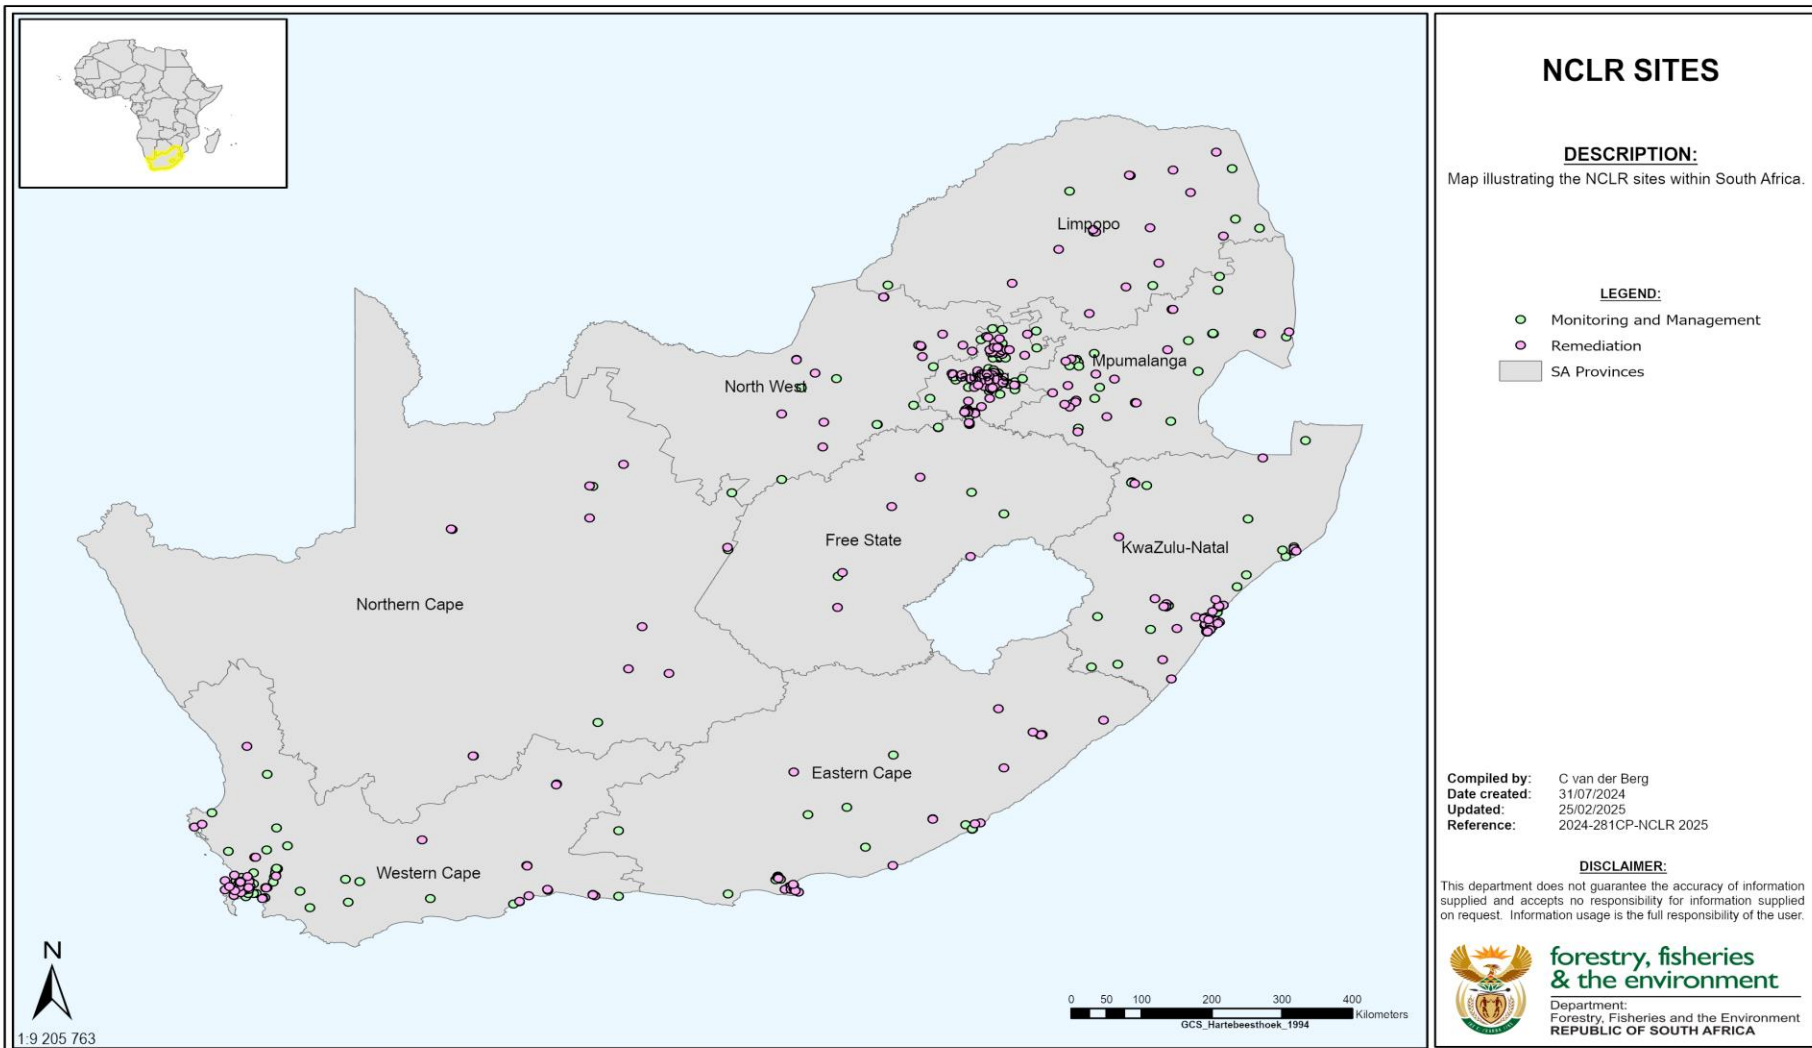 Limpopo
Mpumalanga
North West
Free State
KwaZulu-Natal
Northern Cape
Eastern Cape
Western Cape
N
1:9 205 763
0 50 100 200 300 400
Kilometers
GCS_Hartebeesthoek_1994
NCLR SITES
DESCRIPTION:
Map illustrating the NCLR sites within South Africa.
LEGEND:
Monitoring and Management
Remediation
SA Provinces
Compiled by: C van der Berg
Date created: 31/07/2024
Updated: 25/02/2025
Reference: 2024-281CP-NCLR 2025
DISCLAIMER:
This department does not guarantee the accuracy of information
supplied and accepts no responsibility for information supplied
on request. Information usage is the full responsibility of the user.
forestry, fisheries
& the environment
Department:
Forestry, Fisheries and the Environment
REPUBLIC OF SOUTH AFRICA